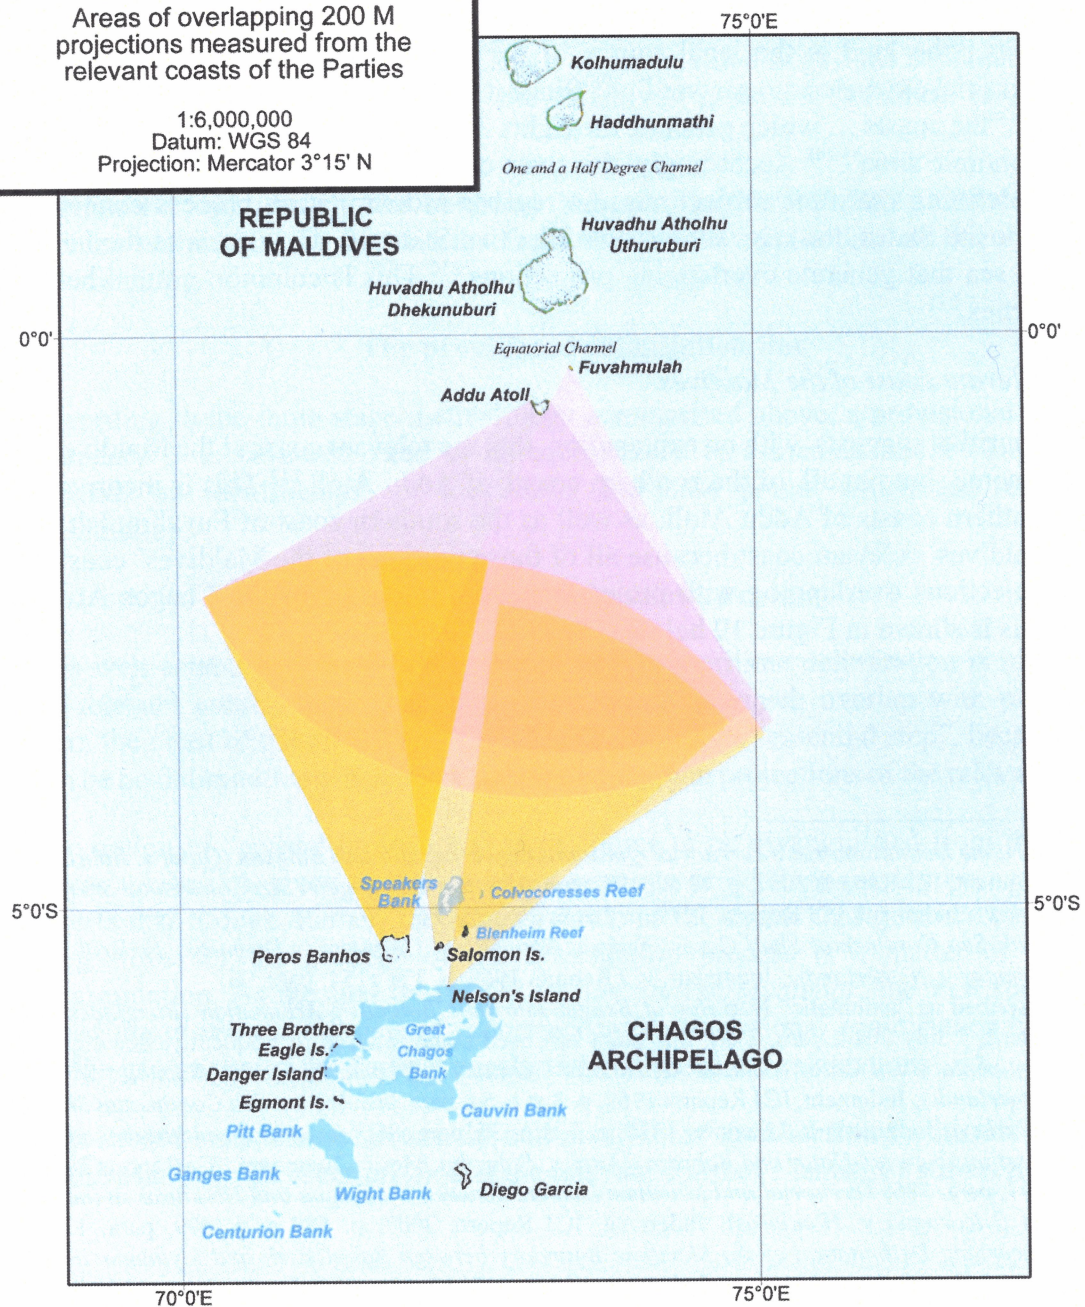 Areas of overlapping 200 M
projections measured from the
relevant coasts of the Parties
1:6,000,000
Datum: WGS 84
Projection: Mercator 3°15' N
75°0'E
Kolhumadulu
Haddhunmathi
One and a Half Degree Channel
REPUBLIC
OF MALDIVES
Huvadhu Atholhu
Uthuruburi
Huvadhu Atholhu
Dhekunuburi
0°0'
0°0'
Equatorial Channel
Fuvahmulah
Addu Atoll
Speakers
Bank
Colvocoresses Reef
5°0'S
5°0'S
Blenheim Reef
Peros Banhos
Salomon Is.
Nelson's Island
Three Brothers
Eagle Is.
Danger Island
Great
Chagos
Bank
CHAGOS
ARCHIPELAGO
Egmont Is.
Cauvin Bank
Pitt Bank
Ganges Bank
Wight Bank
Diego Garcia
Centurion Bank
70°0'E
75°0'E